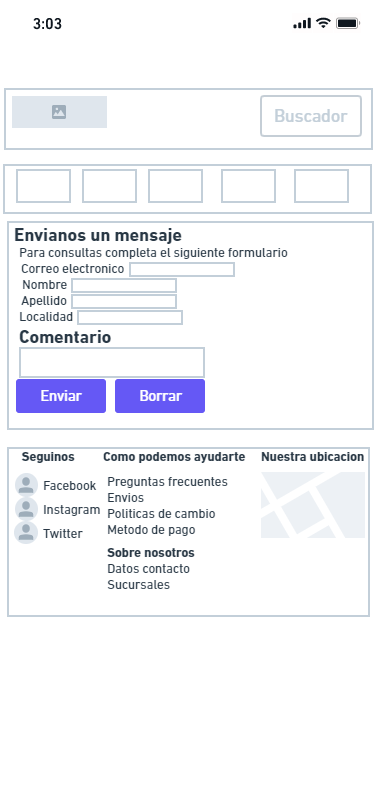 3:03
Buscador
Envianos un mensaje
Para consultas completa el siguiente formulario
Correo electronico
Nombre
Apellido
Localidad
Comentario
Enviar
Borrar
Seguinos
Facebook
Instagram
Twitter
Como podemos ayudarte
Preguntas frecuentes
Envios
Politicas de cambio
Metodo de pago
Sobre nosotros
Datos contacto
Sucursales
Nuestra ubicacion